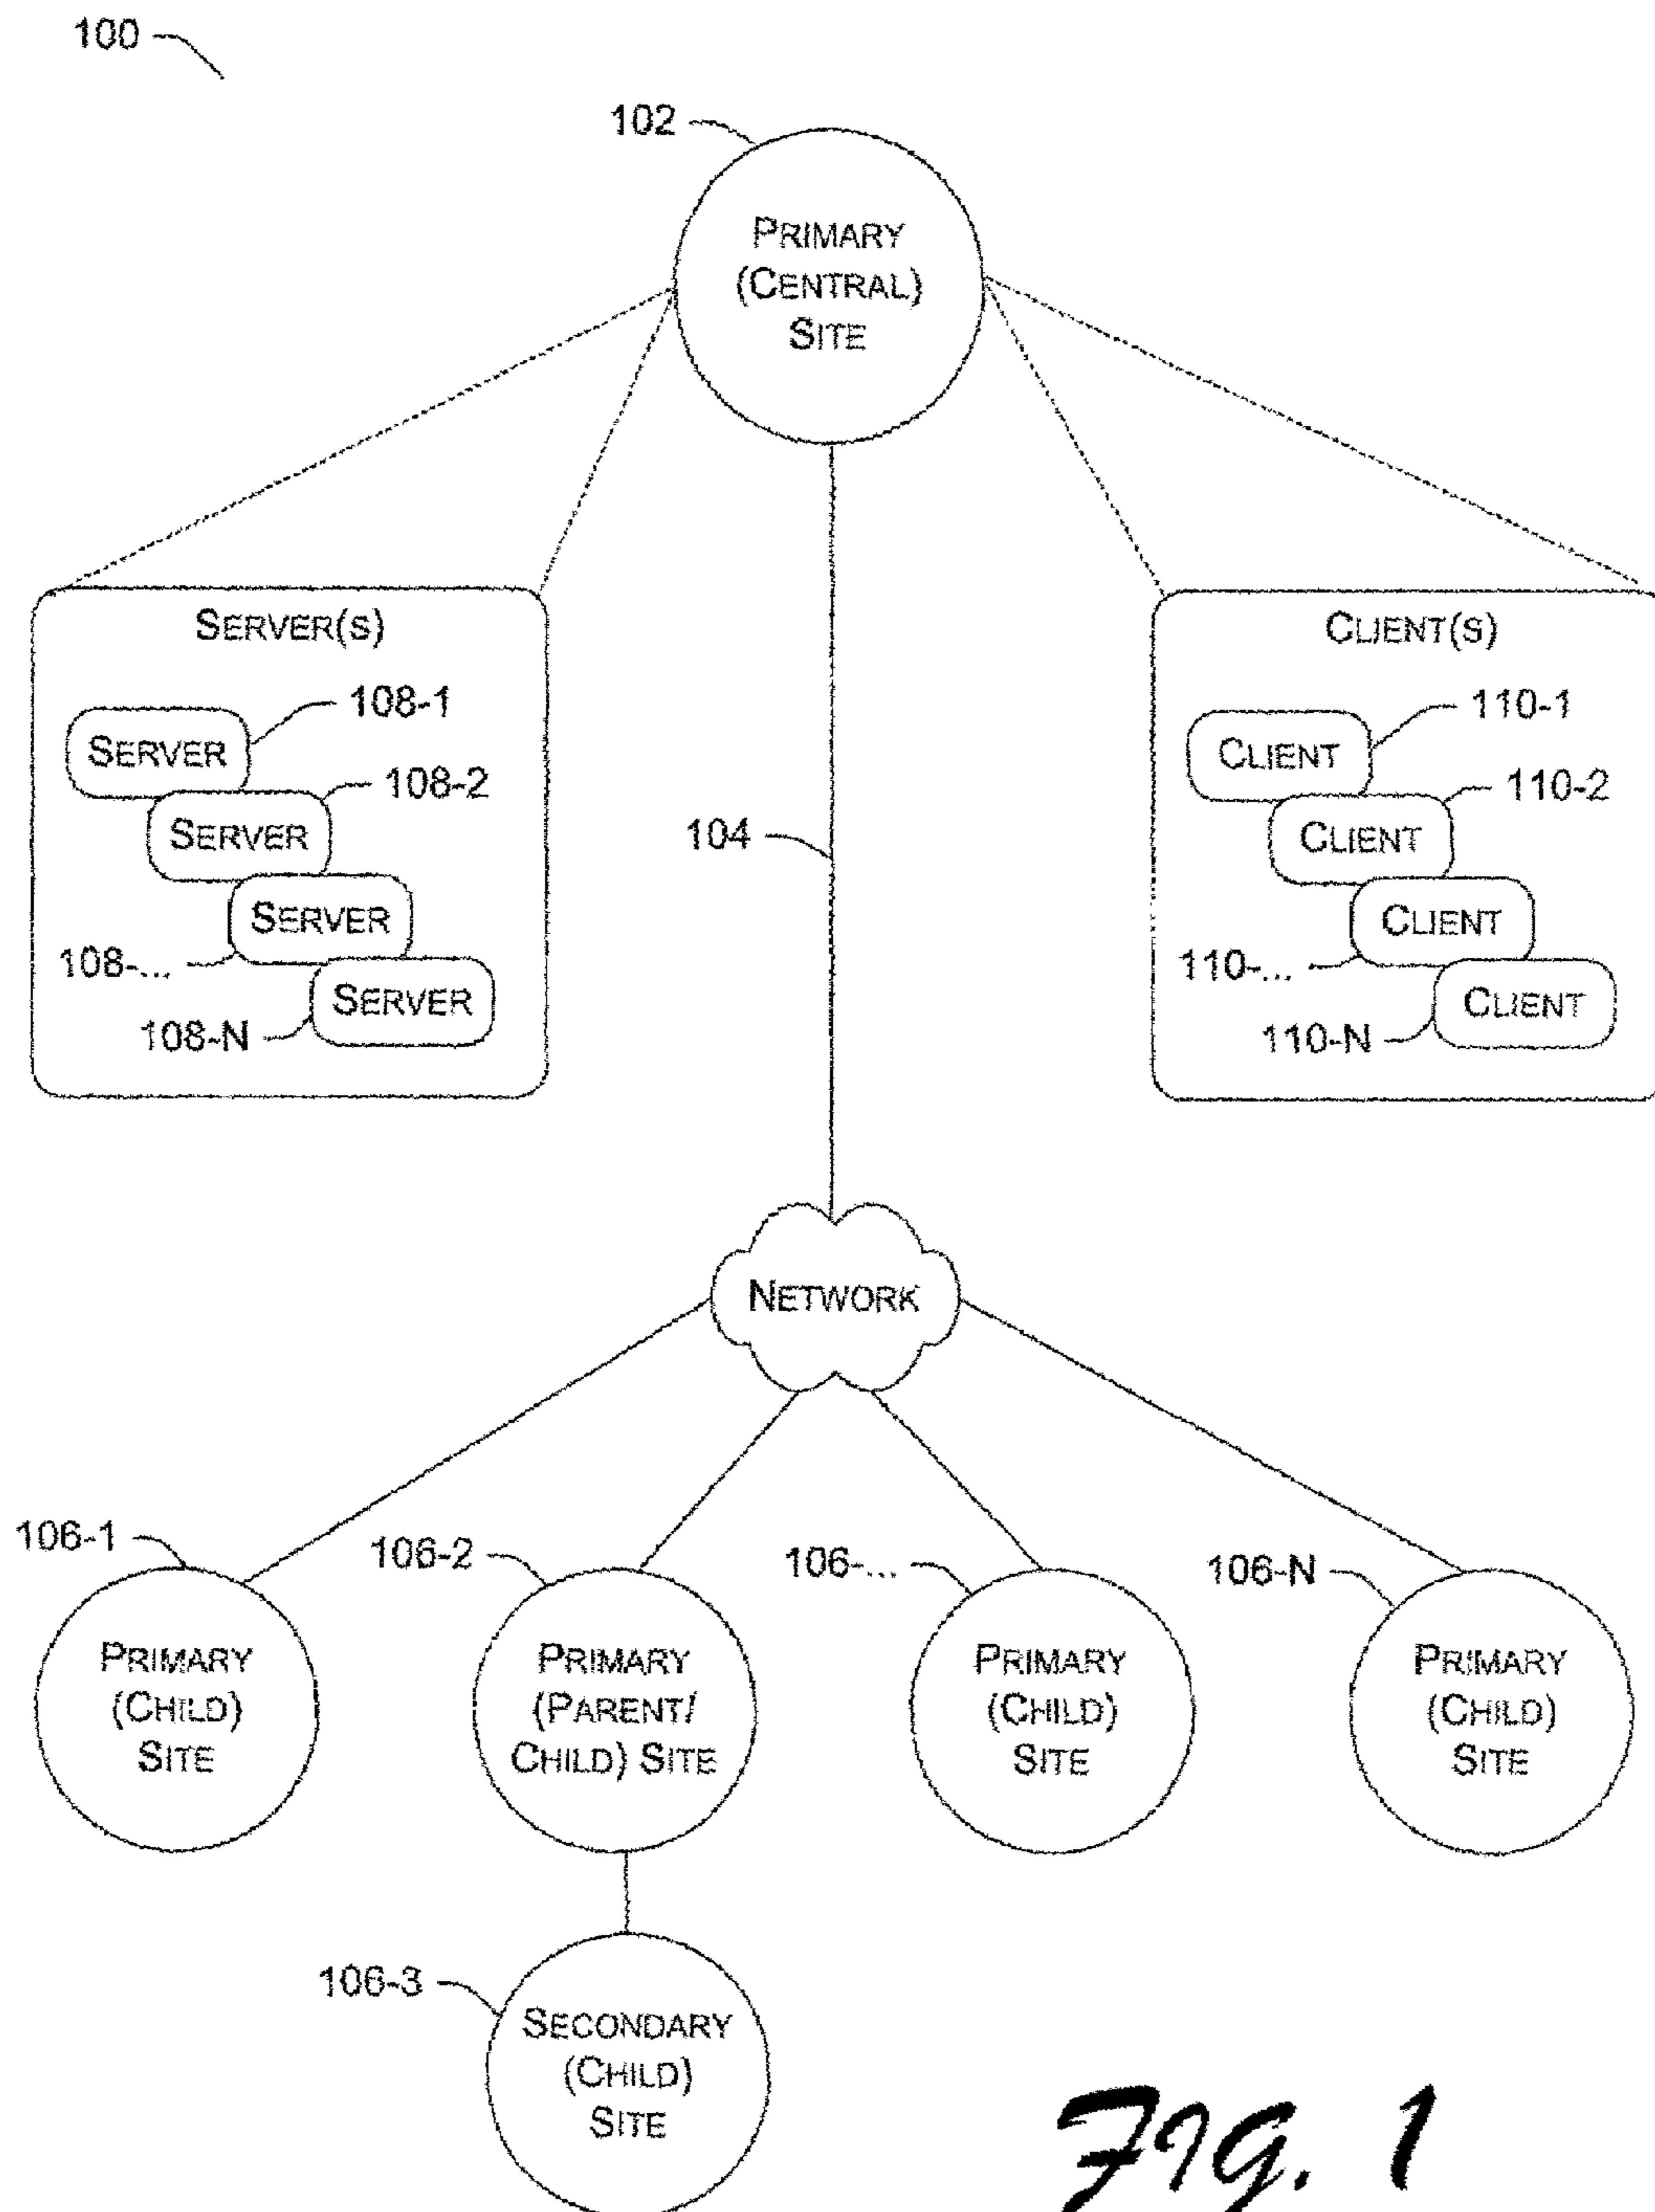 100
102
PRIMARY
(CENTRAL)
SITE
SERVER(S)
108-1
SERVER
108-2
SERVER
SERVER
108-...
SERVER
108-N
104
CLIENT(S)
110-1
CLIENT
110-2
CLIENT
CLIENT
110-...
CLIENT
110-N
NETWORK
106-1
PRIMARY
(CHILD)
SITE
106-2
PRIMARY
(PARENT/
CHILD) SITE
106-...
PRIMARY
(CHILD)
SITE
106-N
PRIMARY
(CHILD)
SITE
106-3
SECONDARY
(CHILD)
SITE
FIG. 1